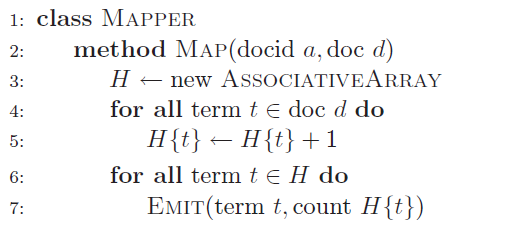 1: class MAPPER
2: method MAP(docid a, doc d)
3: H ← new ASSOCIATIVEARRAY
4: for all term t ∈ doc d do
5: H{t} ← H{t} + 1
6: for all term t ∈ H do
7: EMIT(term t, count H{t})